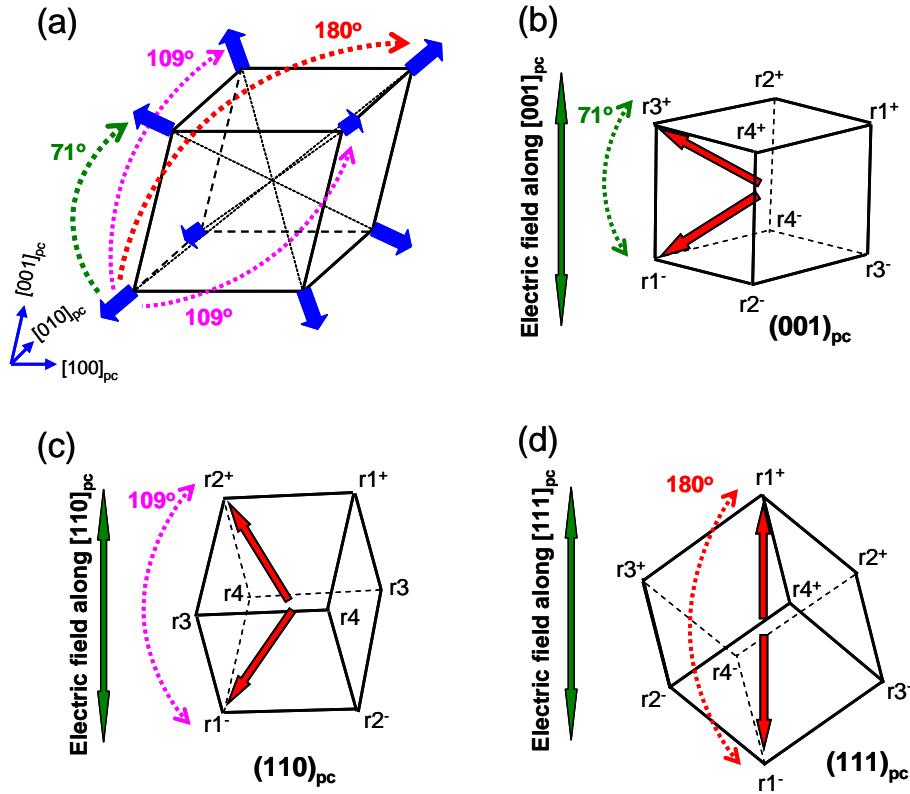 (a)
180°
109°
71°
109°
[001]pc
[010]pc
[100]pc
(b)
Electric field along [001]pc
71°
r2+
r3+
r1+
r4+
r4-
r1-
r3-
r2-
(001)pc
(c)
Electric field along [110]pc
109°
r2+
r1+
r4
r3
r3
r4
r1-
r2-
(110)pc
(d)
Electric field along [111]pc
180°
r1+
r3+
r2+
r4+
r4-
r2-
r3-
r1-
(111)pc